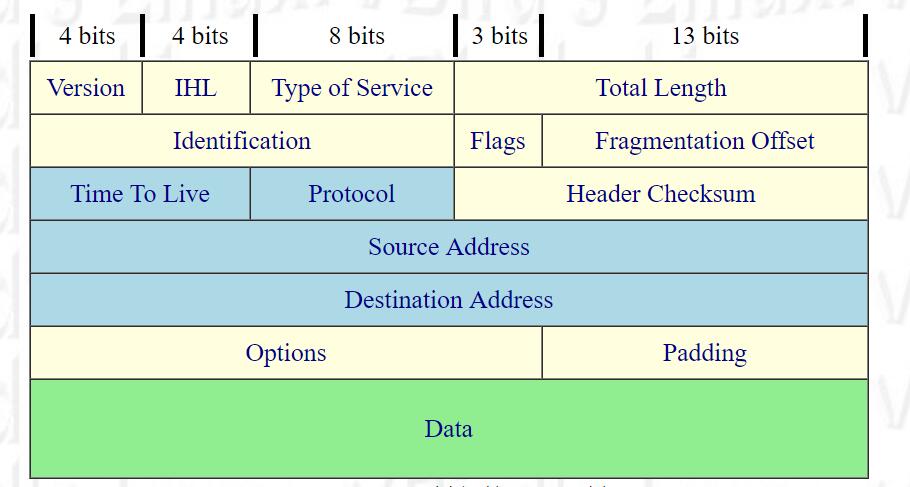 4 bits 4 bits 8 bits 3 bits 13 bits
Version IHL Type of Service Total Length
Identification Flags Fragmentation Offset
Time To Live Protocol Header Checksum
Source Address
Destination Address
Options Padding
Data